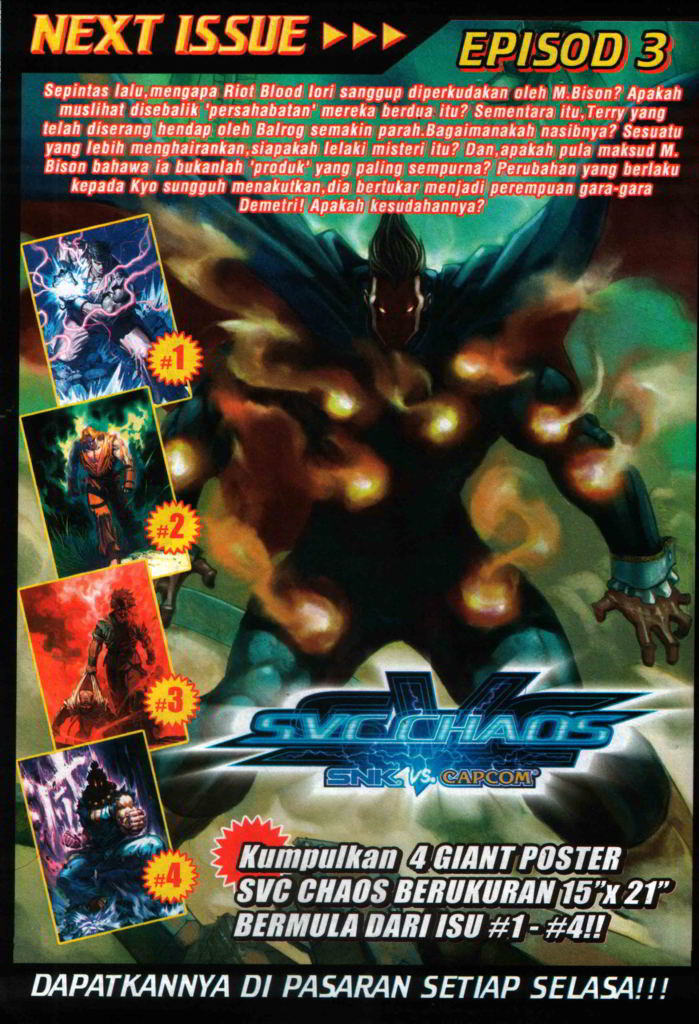 NEXT ISSUE
EPISOD 3
Sepintas lalu,mengapa Riot Blood Iori sanggup diperkudakan oleh M.Bison? Apakah
muslihat disebalik 'persahabatan' mereka berdua itu? Sementara itu,Terry yang
telah diserang hendap oleh Balrog semakin parah.Bagaimanakah nasibnya? Sesuatu
yang lebih menghairankan,siapakah lelaki misteri itu? Dan,apakah pula maksud M.
Bison bahawa ia bukanlah 'produk' yang paling sempurna? Perubahan yang berlaku
kepada Kyo sungguh menakutkan,dia bertukar menjadi perempuan gara-gara
Demetri! Apakah kesudahannya?
#1
#2
#3
#4
SVC CHAOS
SNK VS. CAPCOM
Kumpulkan 4 GIANT POSTER
SVC CHAOS BERUKURAN 15"x 21"
BERMULA DARI ISU #1 - #4!!
DAPATKANNYA DI PASARAN SETIAP SELASA!!!